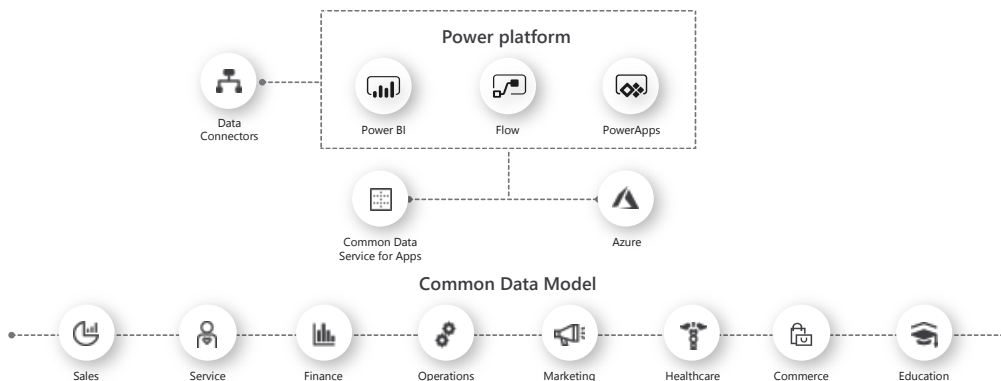 Power platform
Data
Connectors
Power BI
Flow
PowerApps
Common Data
Service for Apps
Azure
Common Data Model
Sales
Service
Finance
Operations
Marketing
Healthcare
Commerce
Education